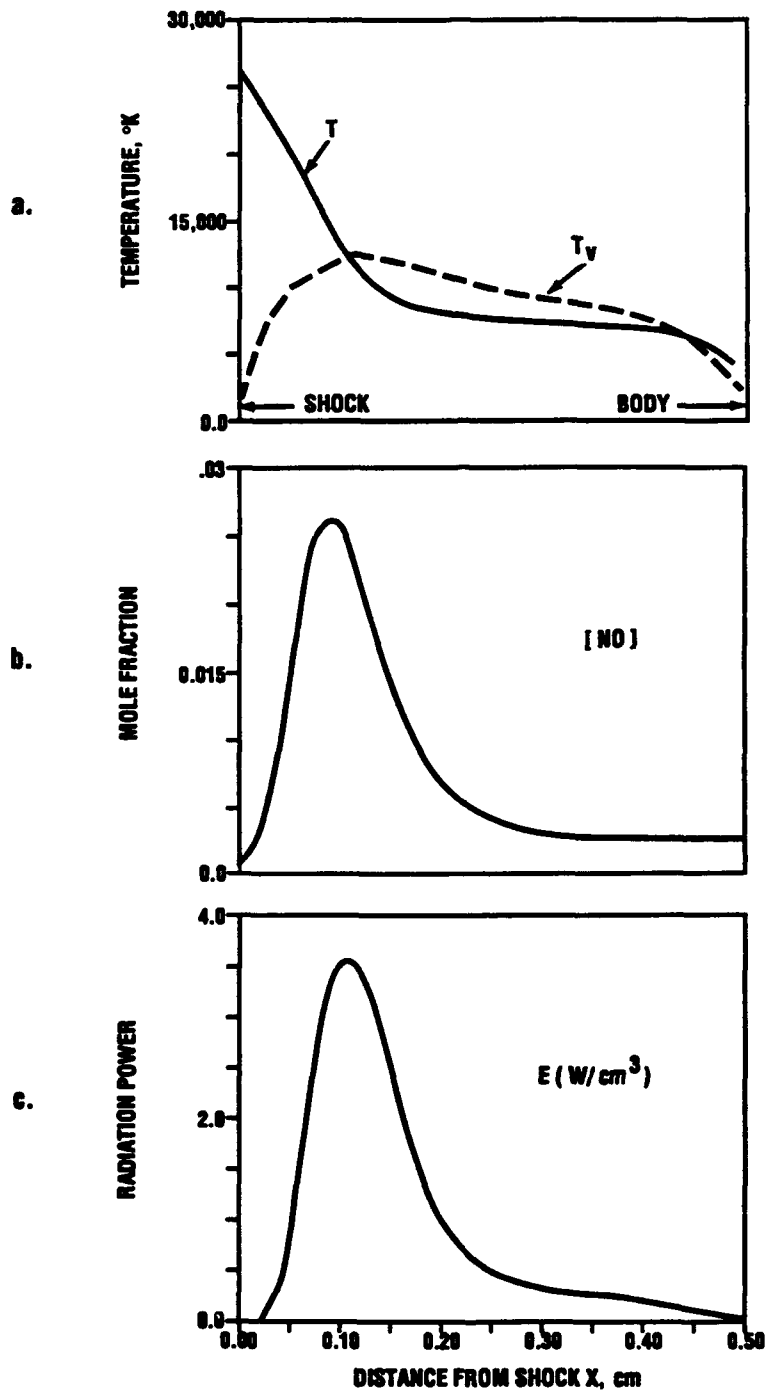 a.
TEMPERATURE, °K
30,000
15,000
0.0
T
Tv
SHOCK
BODY
b.
MOLE FRACTION
.03
0.015
0.0
[NO]
c.
RADIATION POWER
4.0
2.0
0.0
E (W/cm³)
0.00 0.10 0.20 0.30 0.40 0.50
DISTANCE FROM SHOCK X, cm